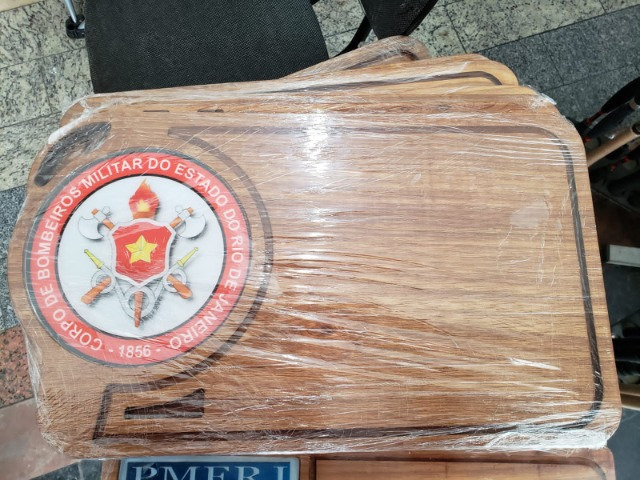 CORPO DE BOMBEIROS MILITAR DO ESTADO DO RIO DE JANEIRO
- 1856 -
PMERJ